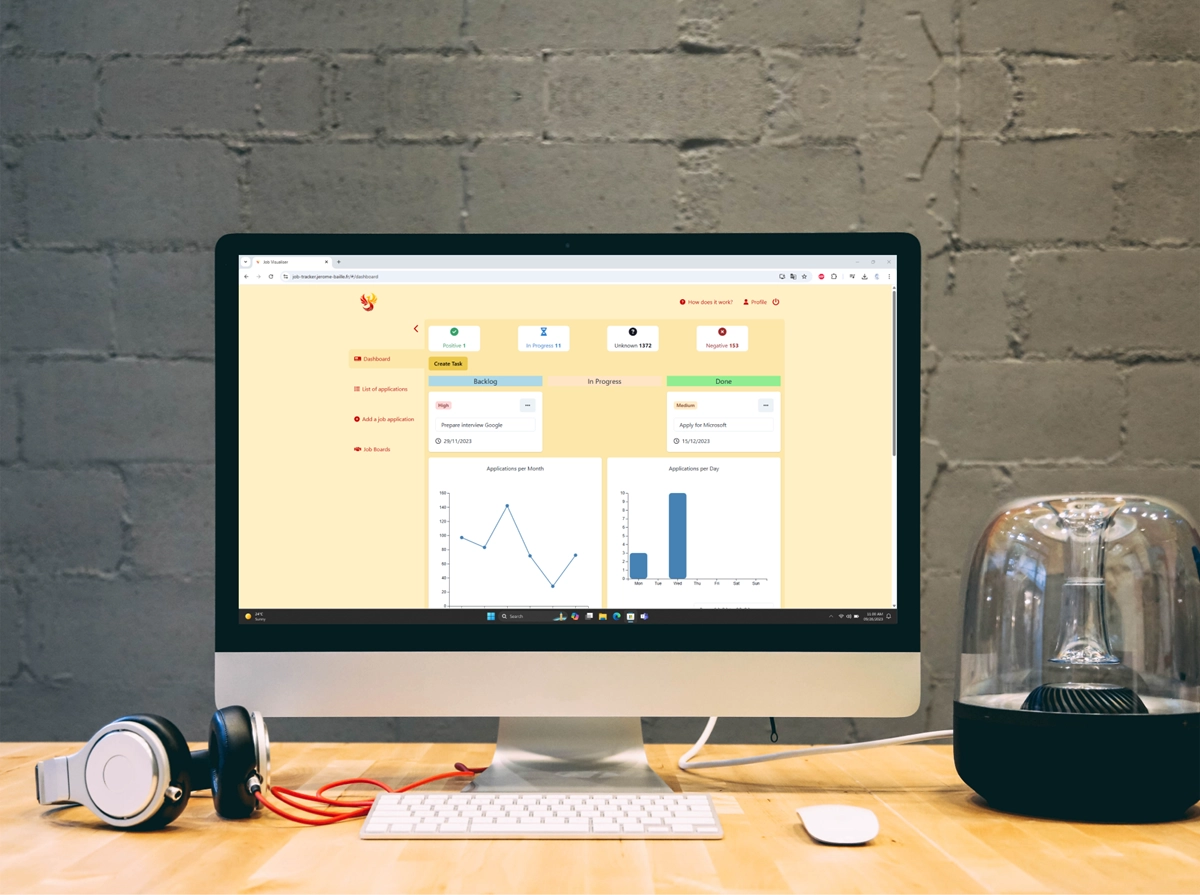 Job Visualiser
job-tracker.jerome-baille.fr/#/dashboard
How does it work? Profile
Positive 1 In Progress 11 Unknown 1372 Negative 153
Dashboard
List of applications
Add a job application
Job Boards
Create Task
Backlog In Progress Done
High
Prepare interview Google
29/11/2023
Medium
Apply for Microsoft
15/12/2023
Applications per Month
160
140
120
100
80
60
40
20
0
Applications per Day
10
9
8
7
6
5
4
3
2
1
0
Mon Tue Wed Thu Fri Sat Sun
24°C
Sunny
Search